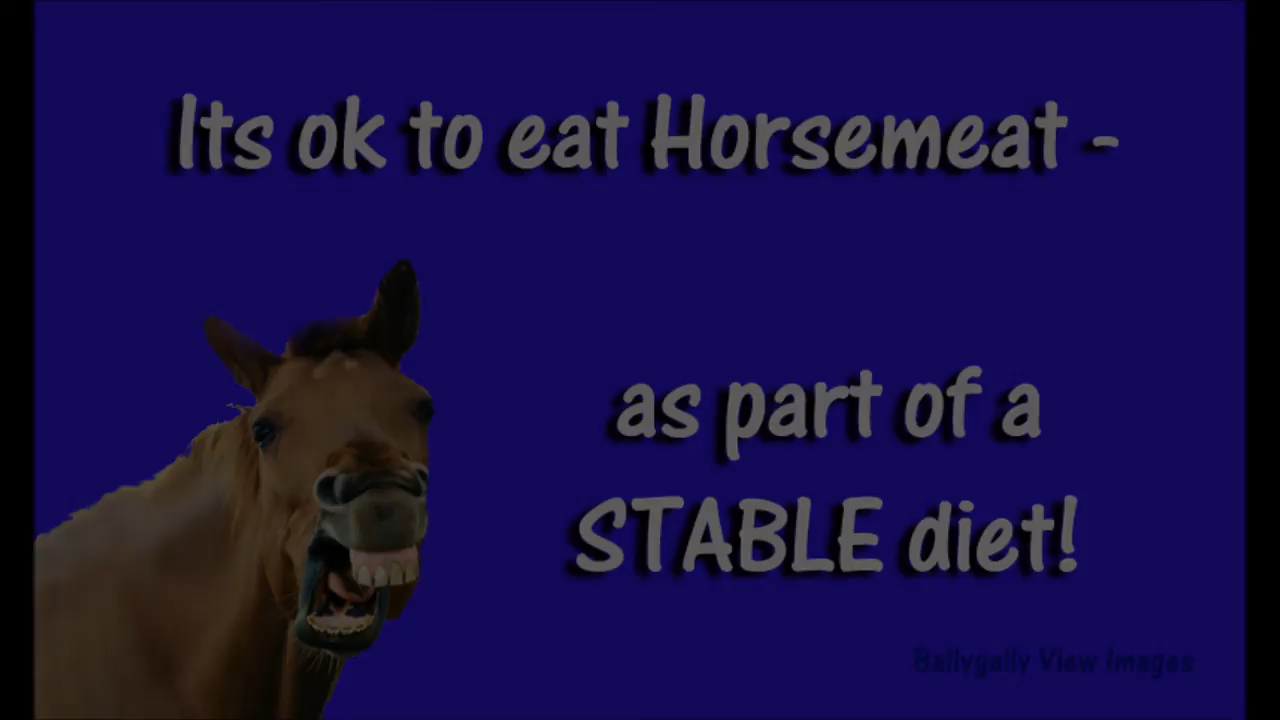 Its ok to eat Horsemeat -
as part of a
STABLE diet!
Ballygally View Images